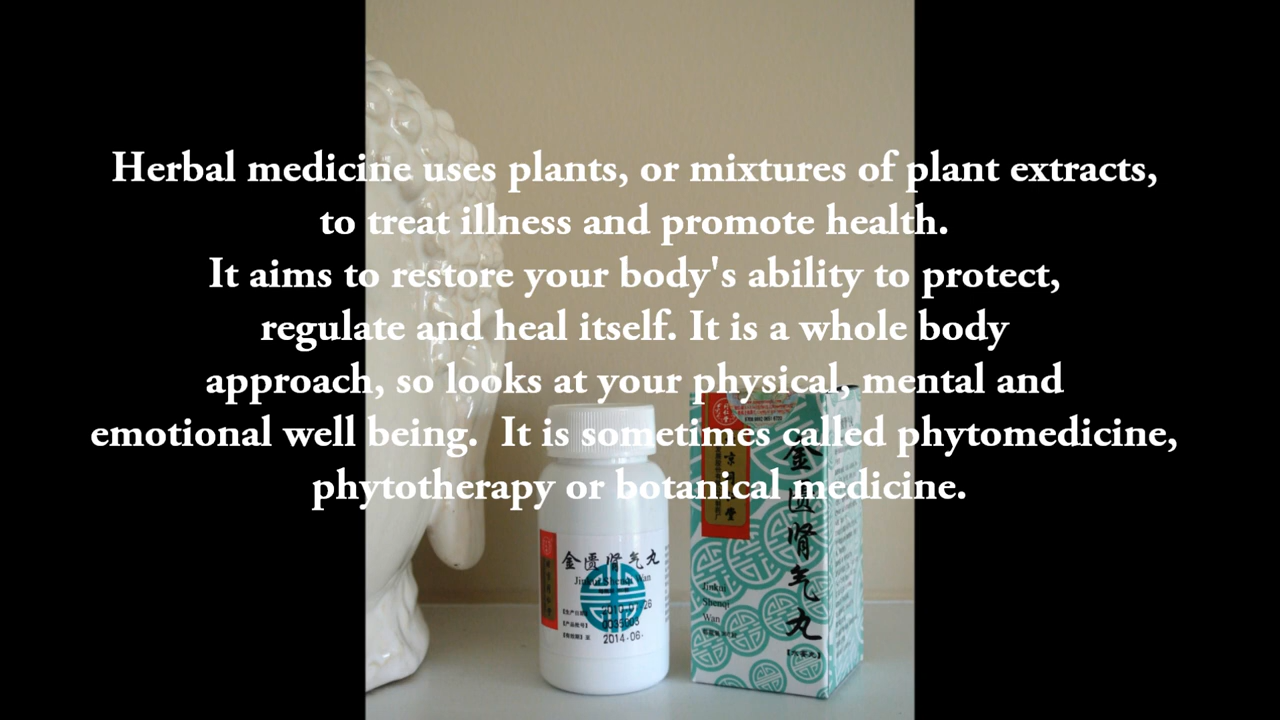 Herbal medicine uses plants, or mixtures of plant extracts,
to treat illness and promote health.
It aims to restore your body's ability to protect,
regulate and heal itself. It is a whole body
approach, so looks at your physical, mental and
emotional well being.  It is sometimes called phytomedicine,
phytotherapy or botanical medicine.
金匮肾气丸
Jinkui Shenqi Wan
2014-06-
金匮肾气丸
Jinkui
Shenqi
Wan